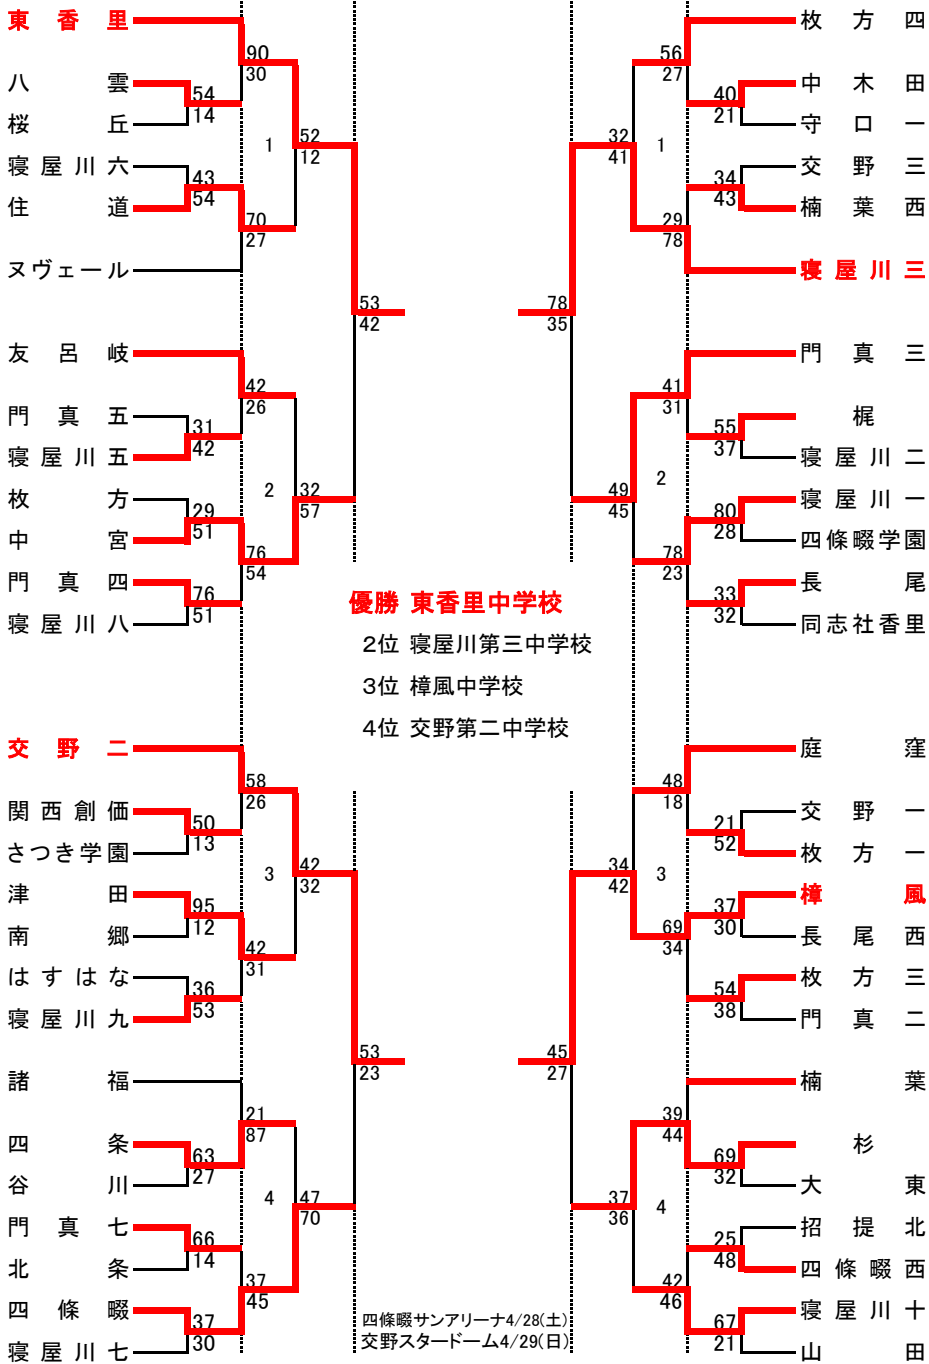 東香里
90
30
八雲
54
桜丘
14
52
12
1
寝屋川六
43
住道
54
70
27
ヌヴェール
53
42
友呂岐
42
26
門真五
31
寝屋川五
42
2
32
57
枚方
29
中宮
51
76
54
門真四
76
寝屋川八
51
枚方四
56
27
中木田
40
守口一
21
32
41
1
交野三
34
楠葉西
43
29
78
寝屋川三
78
35
門真三
41
31
梶
55
寝屋川二
37
2
49
45
寝屋川一
80
四條畷学園
28
78
23
長尾
33
同志社香里
32
優勝 東香里中学校
2位 寝屋川第三中学校
3位 樟風中学校
4位 交野第二中学校
交野二
58
26
関西創価
50
さつき学園
13
3
42
32
津田
95
南郷
12
42
31
はすはな
36
寝屋川九
53
53
23
諸福
21
87
四条
63
谷川
27
4
47
70
門真七
66
北条
14
37
45
四條畷
37
寝屋川七
30
庭窪
48
18
交野一
21
枚方一
52
34
42
3
樟風
37
長尾西
30
69
34
枚方三
54
門真二
38
45
27
楠葉
39
44
杉
69
大東
32
37
36
4
招提北
25
四條畷西
48
42
46
寝屋川十
67
山田
21
四條畷サンアリーナ4/28(土)
交野スタードーム4/29(日)